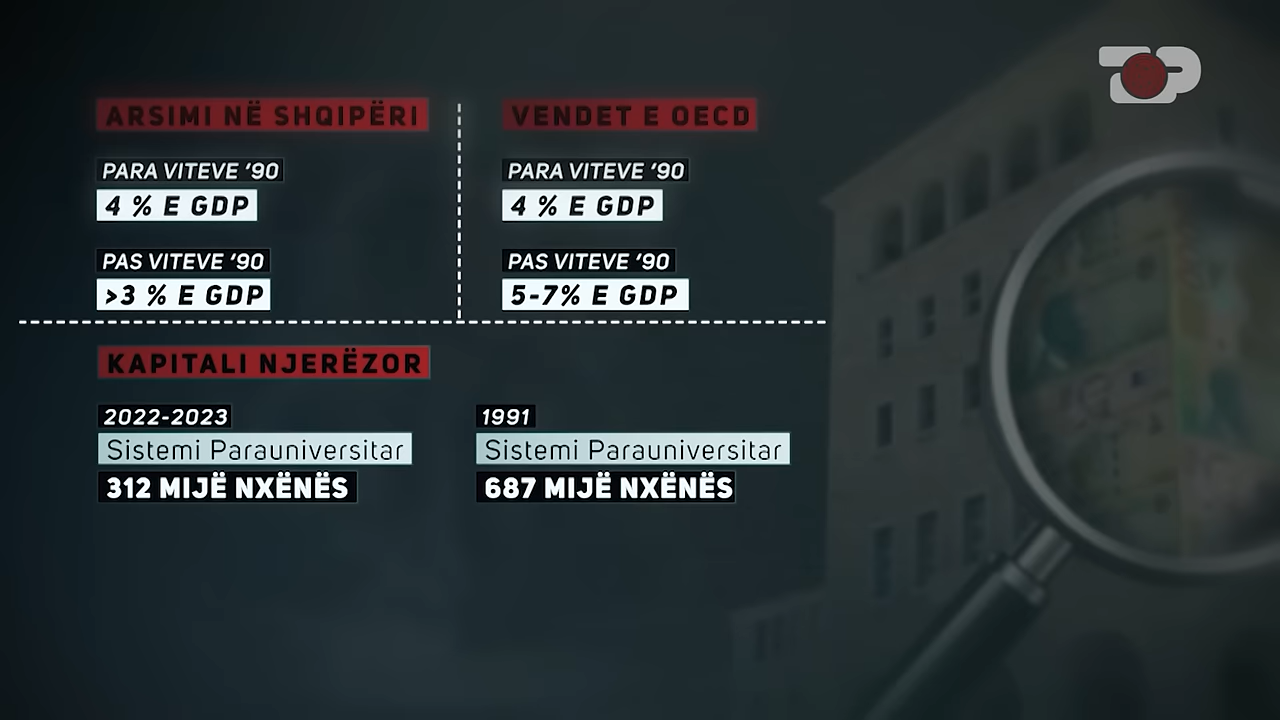 TOP
ARSIMI NË SHQIPËRI
PARA VITEVE ‘90
4 % E GDP
PAS VITEVE ‘90
>3 % E GDP
VENDET E OECD
PARA VITEVE ‘90
4 % E GDP
PAS VITEVE ‘90
5-7% E GDP
KAPITALI NJERËZOR
2022-2023
Sistemi Parauniversitar
312 MIJË NXËNËS
1991
Sistemi Parauniversitar
687 MIJË NXËNËS